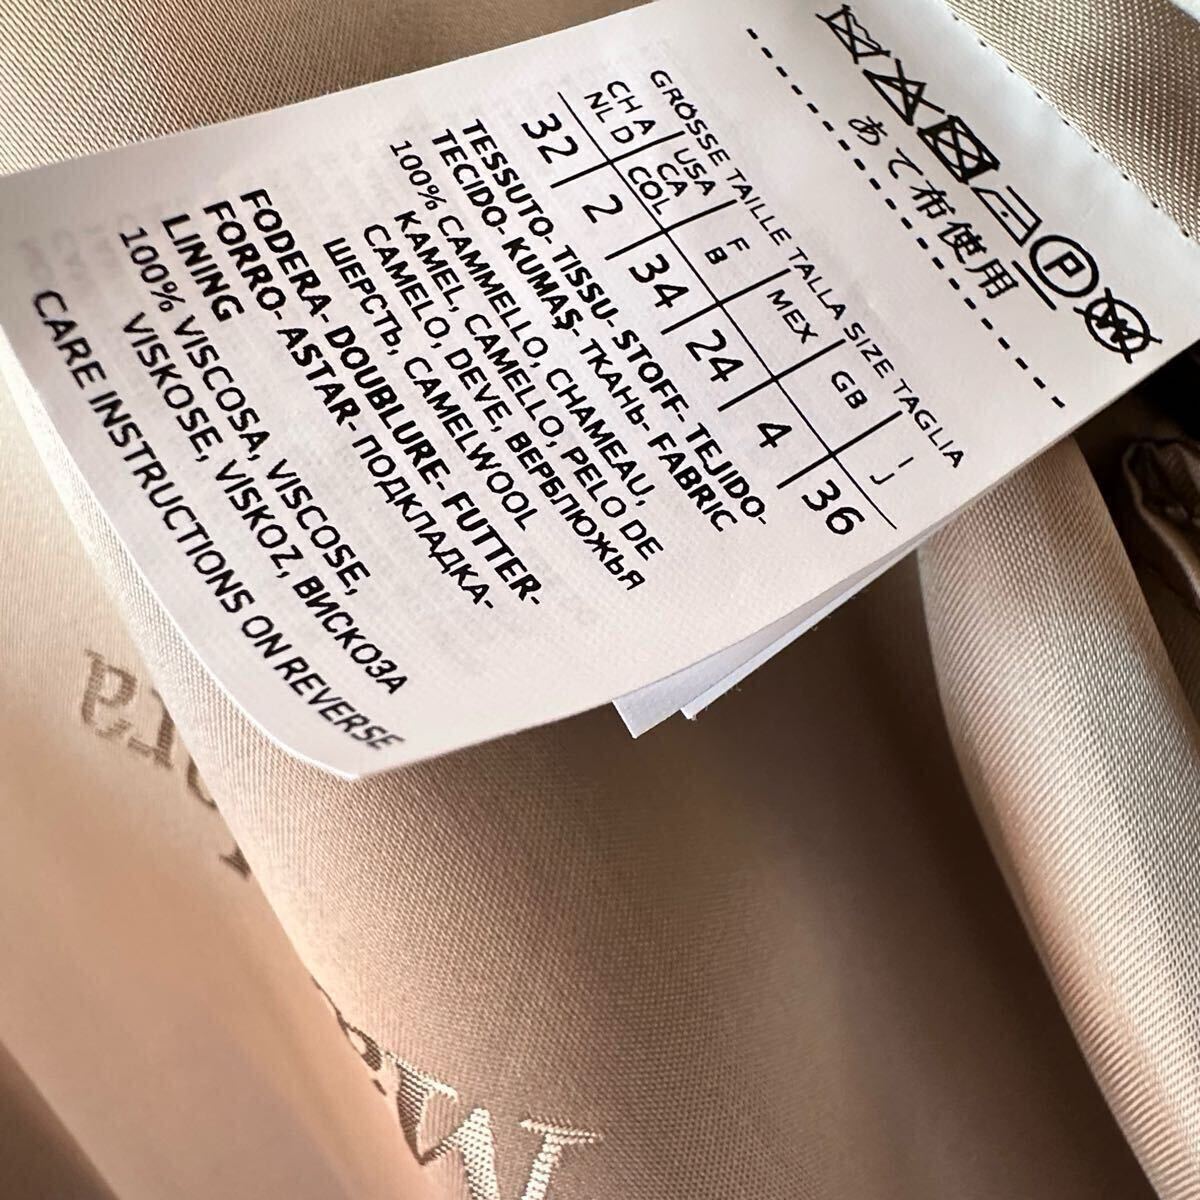 あて布使用
P
W
GRÖSSE TAILLE TALLA SIZE TAGLIA
CH A USA F MEX GB I
NL D CA B J
COL
32 2 34 24 4 36
TESSUTO- TISSU- STOFF- TEJIDO-
TECIDO- KUMAŞ- ТКАНЬ- FABRIC
100% CAMMELLO, CHAMEAU,
KAMEL, CAMELLO, PELO DE
CAMELO, DEVE, ВЕРБЛЮЖЬЯ
ШЕРСТЬ, CAMELWOOL
FODERA- DOUBLURE- FUTTER-
FORRO- ASTAR- ПОДКЛАДКА-
LINING
100% VISCOSA, VISCOSE,
VISKOSE, VİSKOZ, ВИСКОЗА
CARE INSTRUCTIONS ON REVERSE